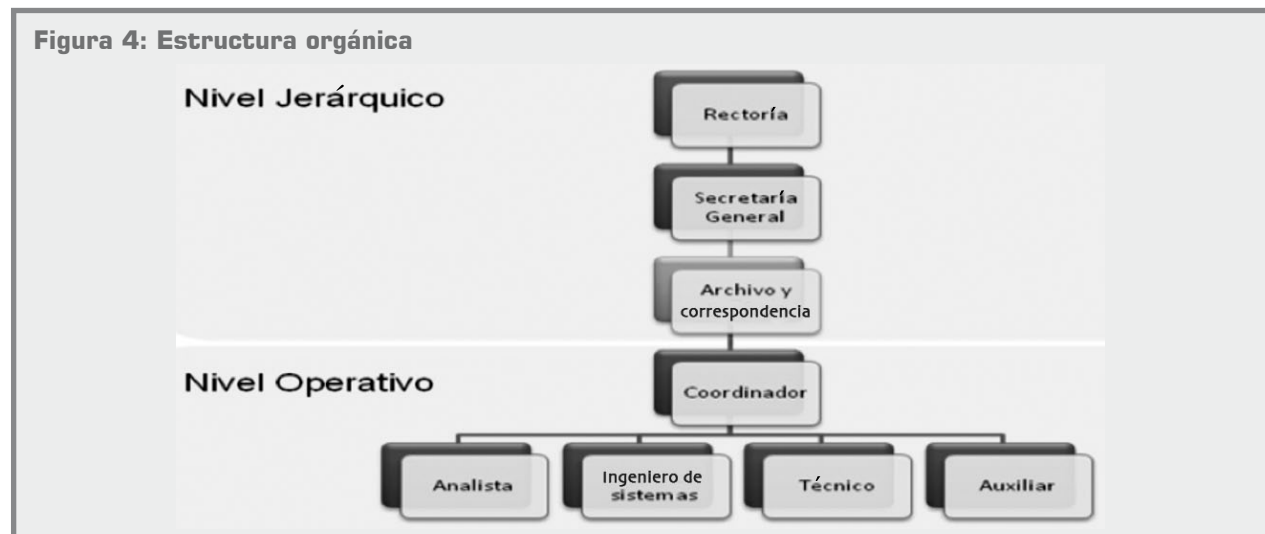 Figura 4: Estructura orgánica
Nivel Jerárquico
Rectoría
Secretaría
General
Archivo y
correspondencia
Nivel Operativo
Coordinador
Analista
Ingeniero de
sistemas
Técnico
Auxiliar